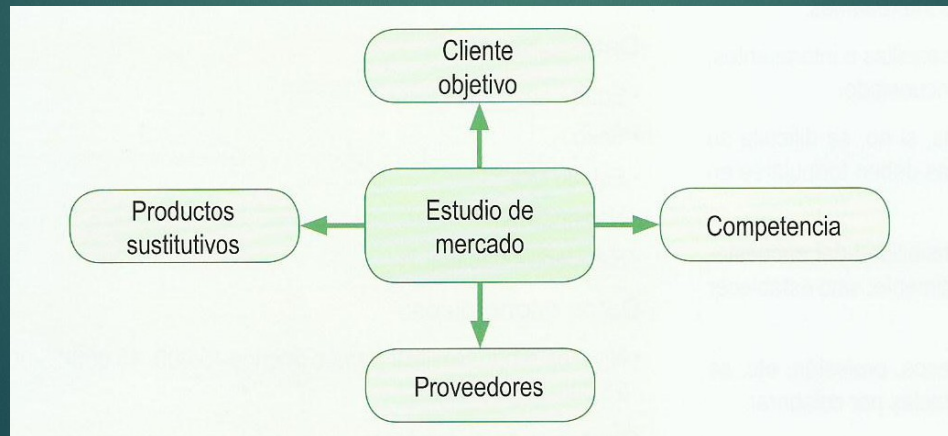 Cliente
objetivo
Productos
sustitutivos
Estudio de
mercado
Competencia
Proveedores